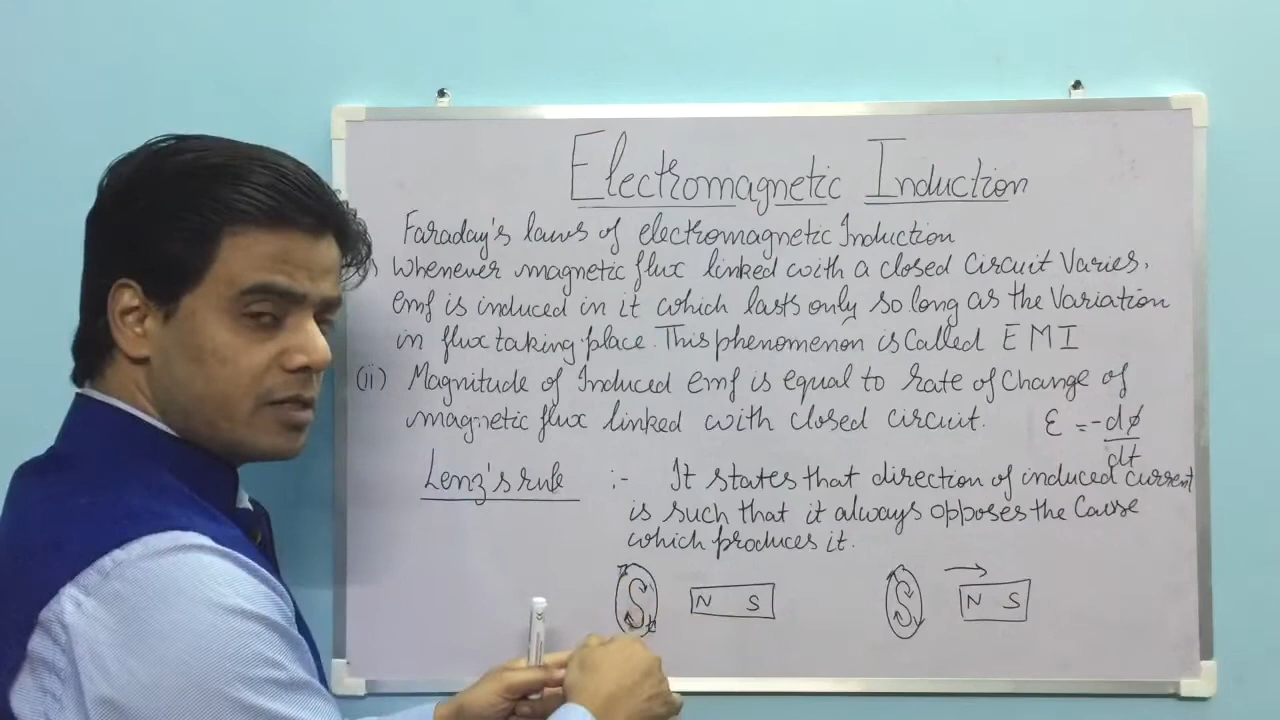 Electromagnetic Induction
Faraday's laws of electromagnetic Induction
) Whenever magnetic flux linked with a closed circuit varies,
emf is induced in it which lasts only so long as the variation
in flux taking place. This phenomenon is called EMI
(ii) Magnitude of Induced emf is equal to rate of change of
magnetic flux linked with closed circuit. ε = -dφ/dt
Lenz's rule :- It states that direction of induced current
is such that it always opposes the cause
which produces it.
S N S S N S